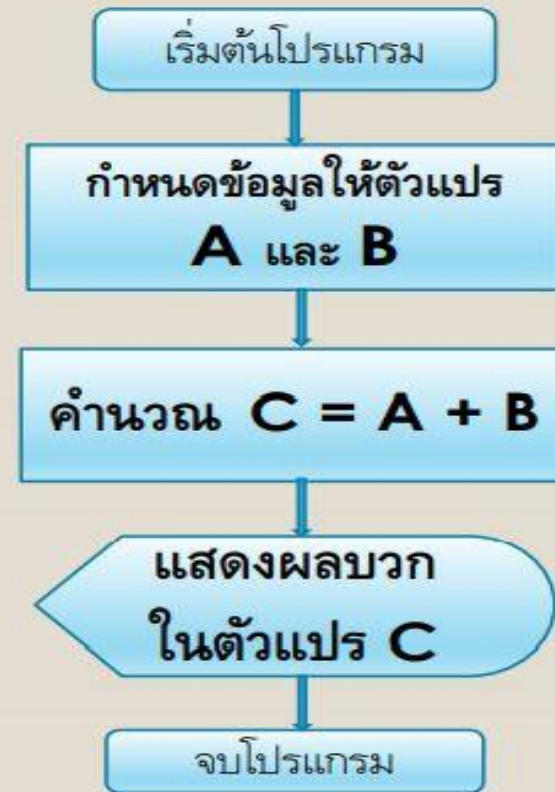 เริ่มต้นโปรแกรม
กำหนดข้อมูลให้ตัวแปร
A และ B
คำนวณ C = A + B
แสดงผลบวก
ในตัวแปร C
จบโปรแกรม